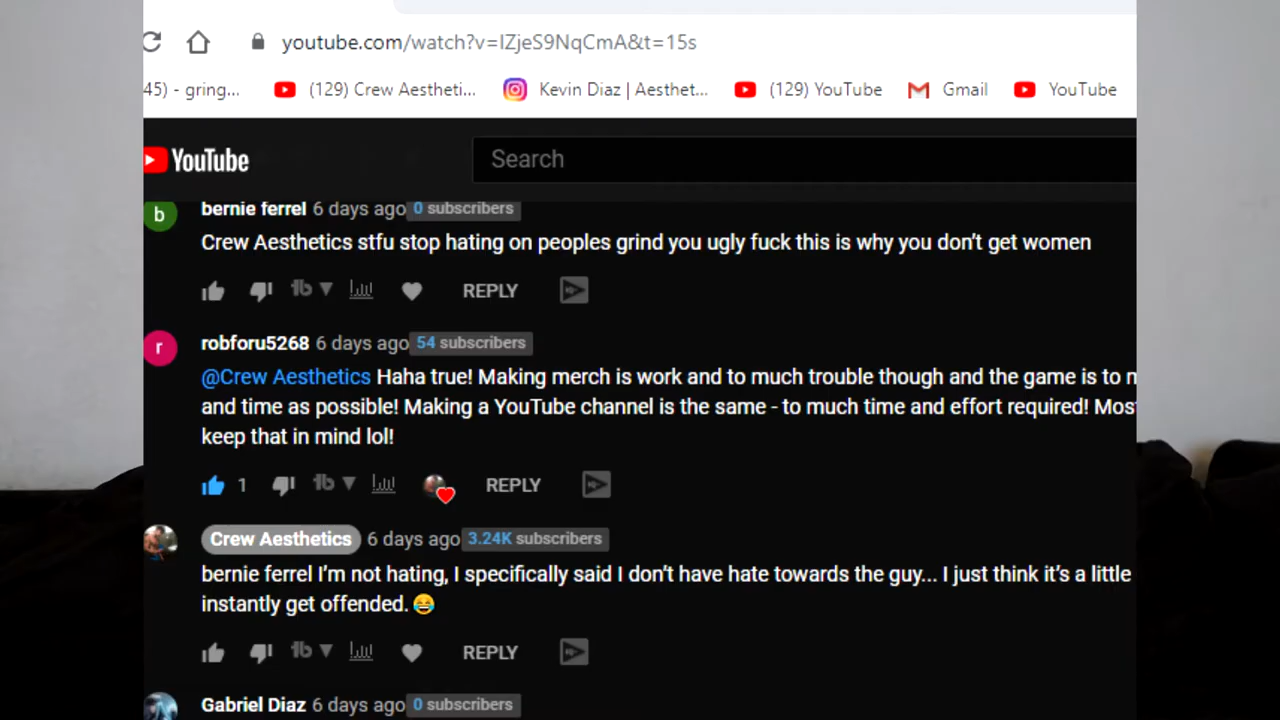 youtube.com/watch?v=IZjeS9NqCmA&t=15s
45) - gring... (129) Crew Aestheti... Kevin Diaz | Aesthet... (129) YouTube Gmail YouTube
YouTube Search
b bernie ferrel 6 days ago 0 subscribers
Crew Aesthetics stfu stop hating on peoples grind you ugly fuck this is why you don't get women
REPLY
r robforu5268 6 days ago 54 subscribers
@Crew Aesthetics Haha true! Making merch is work and to much trouble though and the game is to m
and time as possible! Making a YouTube channel is the same - to much time and effort required! Most
keep that in mind lol!
1 REPLY
Crew Aesthetics 6 days ago 3.24K subscribers
bernie ferrel I'm not hating, I specifically said I don't have hate towards the guy... I just think it's a little
instantly get offended. 😂
REPLY
Gabriel Diaz 6 days ago 0 subscribers